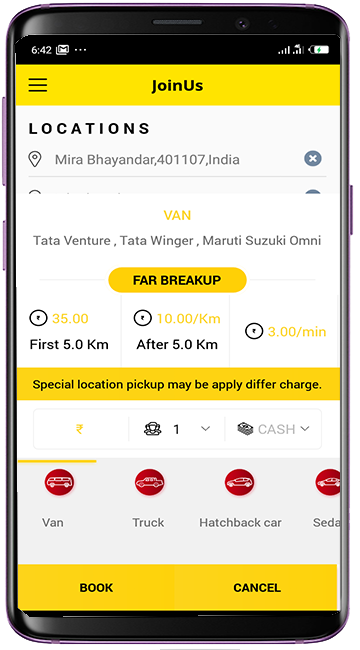 6:42
JoinUs
LOCATIONS
Mira Bhayandar,401107,India
VAN
Tata Venture , Tata Winger , Maruti Suzuki Omni
FAR BREAKUP
₹ 35.00 ₹ 10.00/Km ₹ 3.00/min
First 5.0 Km After 5.0 Km
Special location pickup may be apply differ charge.
₹ 1 CASH
Van Truck Hatchback car Seda
BOOK CANCEL